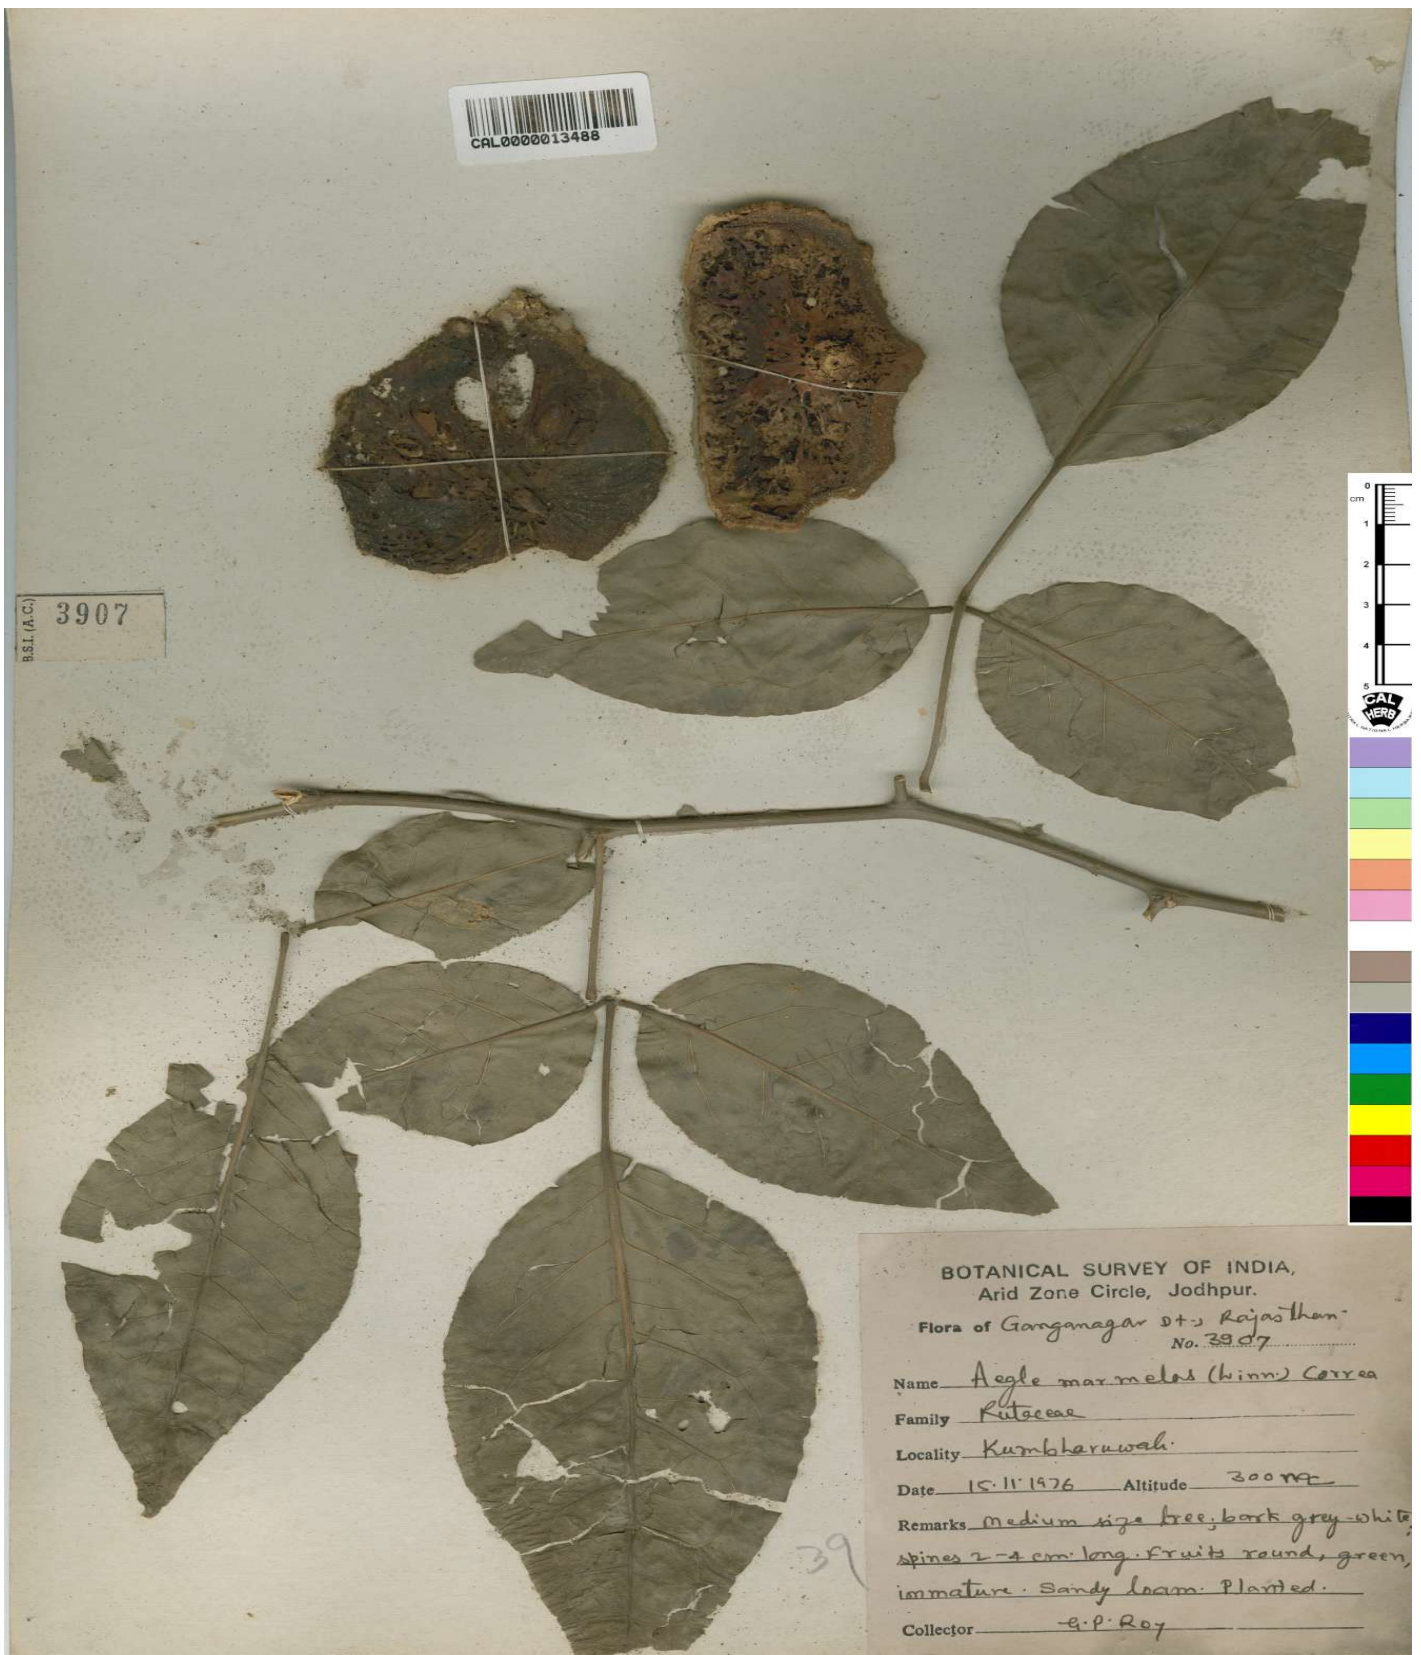 CAL0000013488
B.S.I. (A.C.)
3907
0
cm
1
2
3
4
5
CAL
HERB
BOTANICAL SURVEY OF INDIA,
Arid Zone Circle, Jodhpur.
Flora of Ganganagar Dt., Rajasthan
No. 3907
Name Aegle marmelos (Linn.) Correa
Family Rutaceae
Locality Kumbharuwali.
Date 15.11.1976 Altitude 300
Remarks Medium size tree; bark grey-white,
spines 2-4 cm. long. Fruits round, green,
immature. Sandy loam. Planted.
Collector G.P. Roy
39